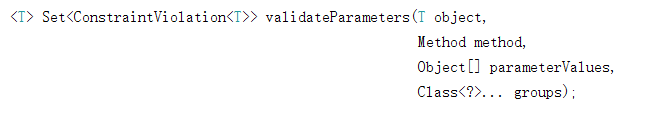 <T> Set<ConstraintViolation<T>> validateParameters(T object,
Method method,
Object[] parameterValues,
Class<?>... groups);